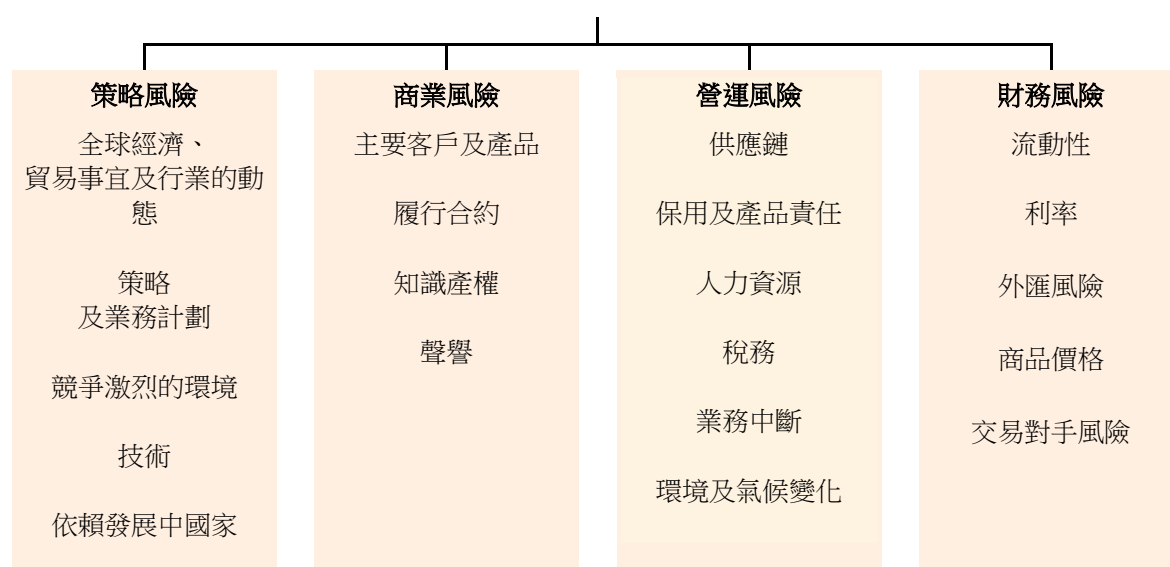 策略風險
全球經濟、
貿易事宜及行業的動
態
策略
及業務計劃
競爭激烈的環境
技術
依賴發展中國家
商業風險
主要客戶及產品
履行合約
知識產權
聲譽
營運風險
供應鏈
保用及產品責任
人力資源
稅務
業務中斷
環境及氣候變化
財務風險
流動性
利率
外匯風險
商品價格
交易對手風險